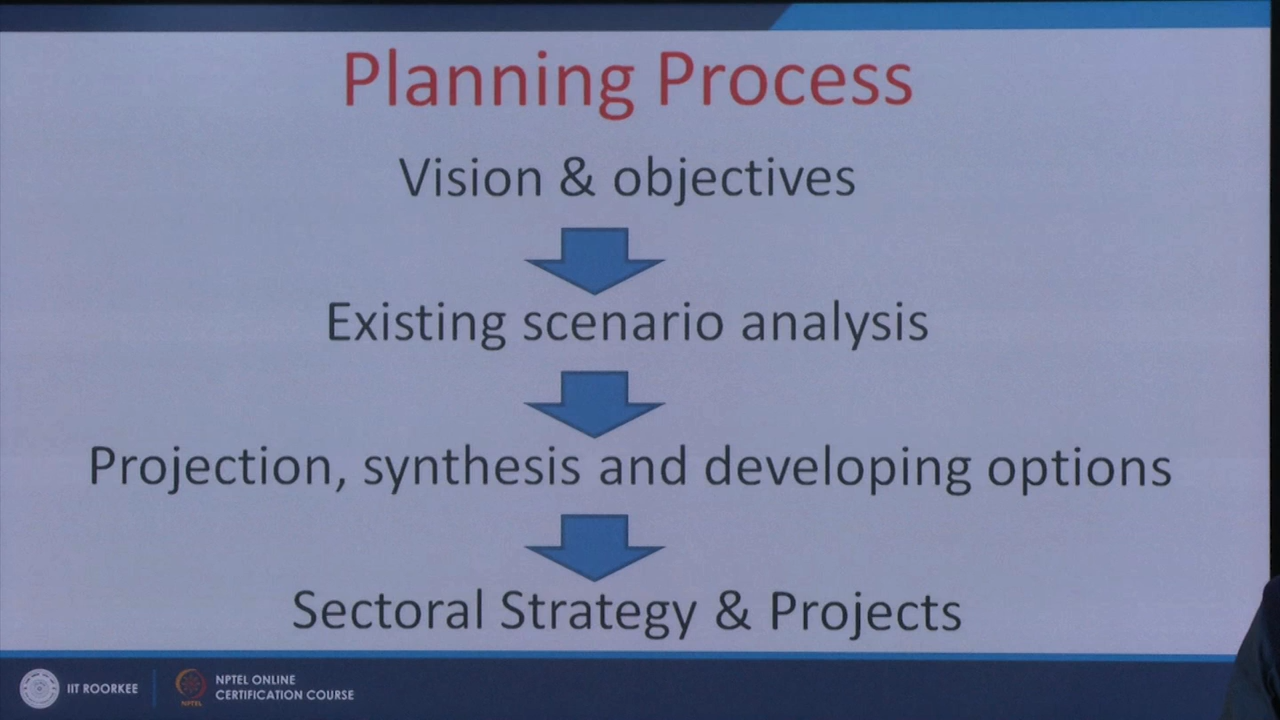 Planning Process
Vision & objectives
Existing scenario analysis
Projection, synthesis and developing options
Sectoral Strategy & Projects
IIT ROORKEE
NPTEL ONLINE
CERTIFICATION COURSE
NPTEL